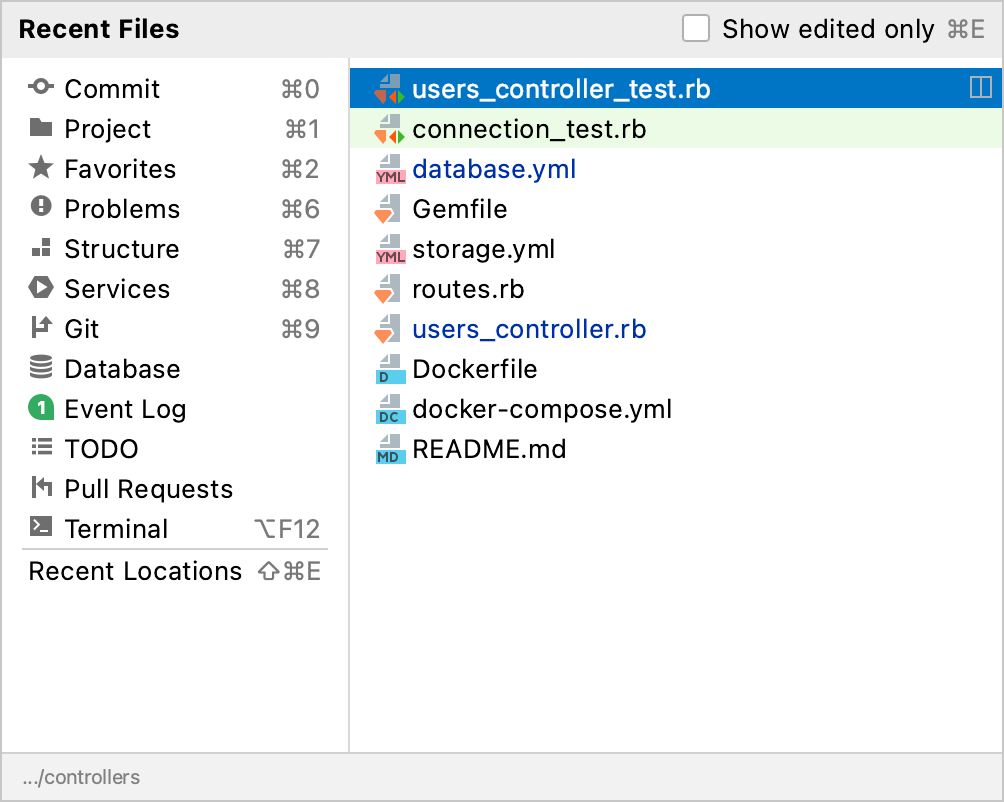 Recent Files
Show edited only ⌘E
Commit ⌘0
Project ⌘1
Favorites ⌘2
Problems ⌘6
Structure ⌘7
Services ⌘8
Git ⌘9
Database
1 Event Log
TODO
Pull Requests
Terminal ⌥F12
Recent Locations ⇧⌘E
users_controller_test.rb
connection_test.rb
YML database.yml
Gemfile
YML storage.yml
routes.rb
users_controller.rb
D Dockerfile
DC docker-compose.yml
MD README.md
.../controllers